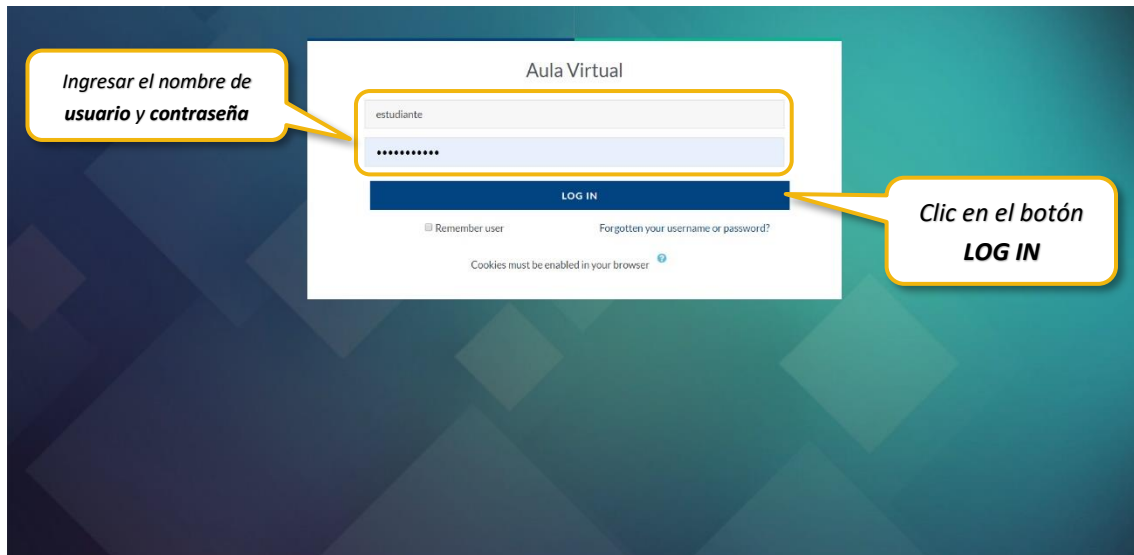 Aula Virtual
Ingresar el nombre de
usuario y contraseña
estudiante
•••••••••••
LOG IN
Clic en el botón
LOG IN
Remember user
Forgotten your username or password?
Cookies must be enabled in your browser ?